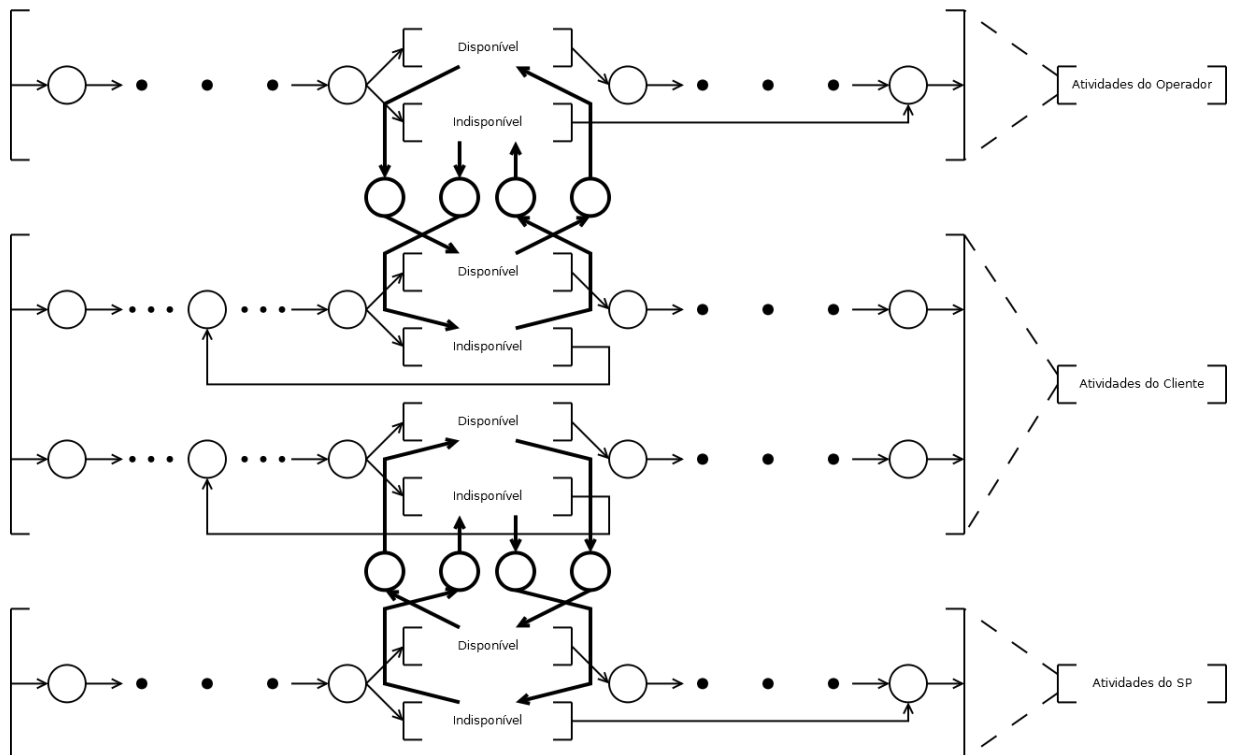 Disponível
Atividades do Operador
Indisponível
Disponível
Indisponível
Atividades do Cliente
Disponível
Indisponível
Disponível
Atividades do SP
Indisponível